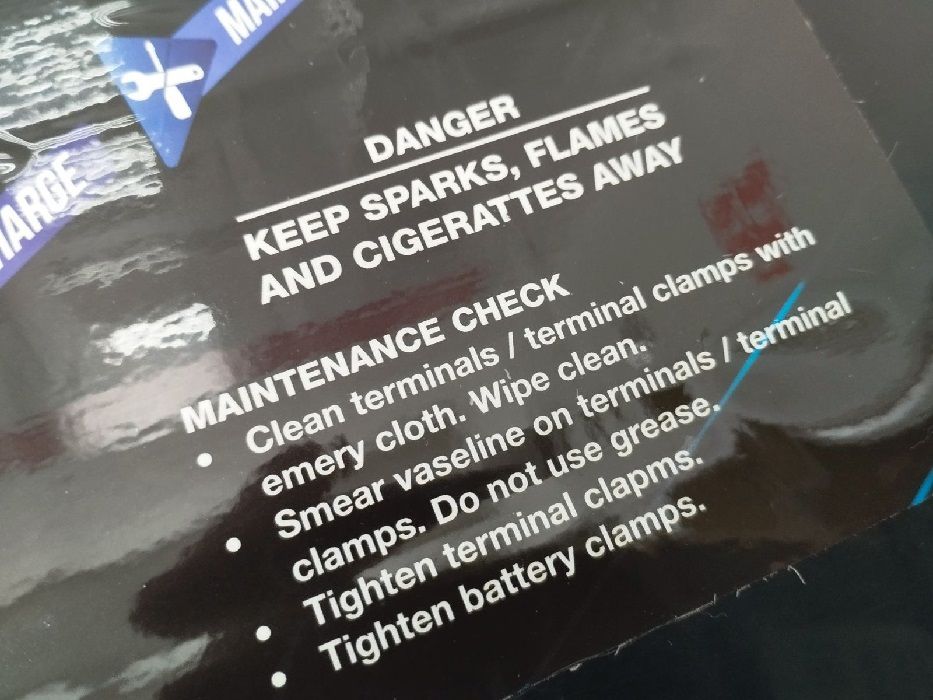 DANGER
KEEP SPARKS, FLAMES
AND CIGERATTES AWAY
MAINTENANCE CHECK
• Clean terminals / terminal clamps with
emery cloth. Wipe clean.
• Smear vaseline on terminals / terminal
clamps. Do not use grease.
• Tighten terminal clapms.
• Tighten battery clamps.